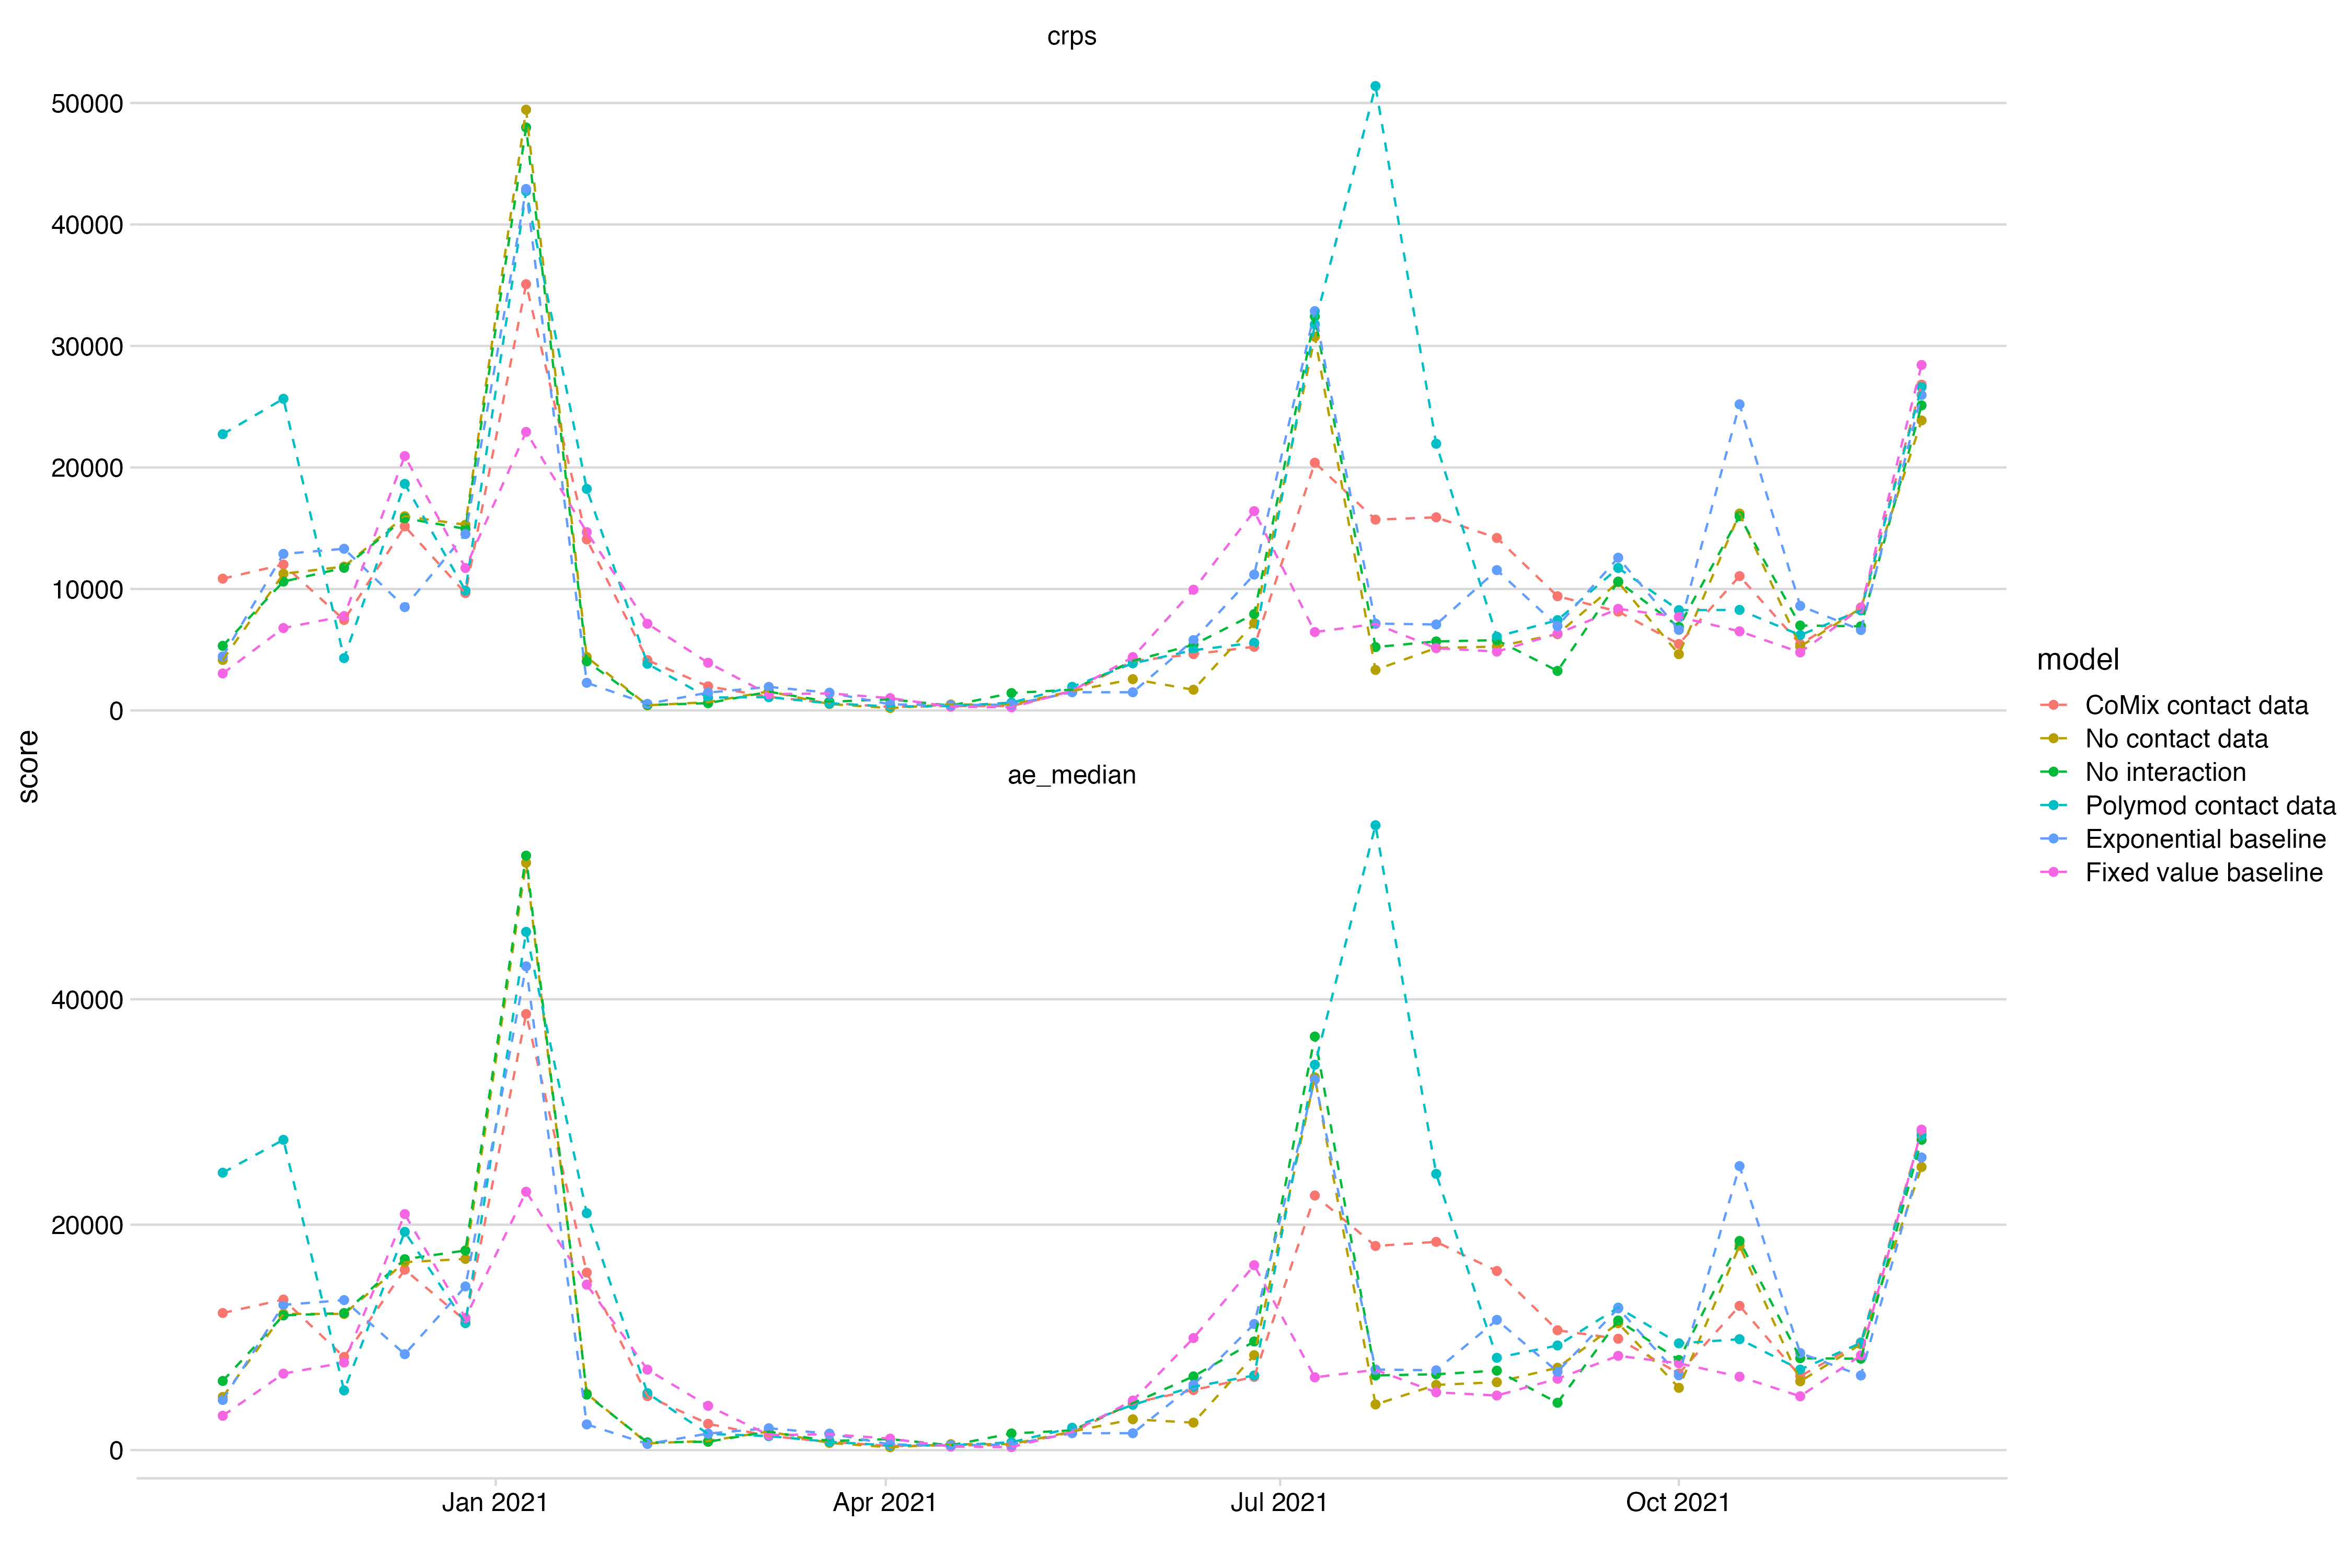 crps
50000
40000
30000
20000
10000
0
score
ae_median
40000
20000
0
Jan 2021
Apr 2021
Jul 2021
Oct 2021
model
CoMix contact data
No contact data
No interaction
Polymod contact data
Exponential baseline
Fixed value baseline